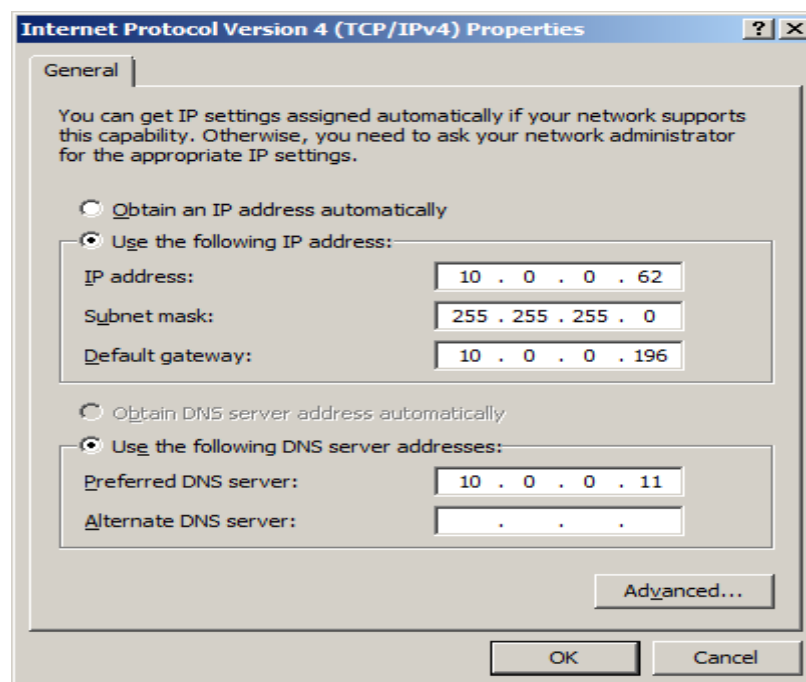 Internet Protocol Version 4 (TCP/IPv4) Properties
General
You can get IP settings assigned automatically if your network supports
this capability. Otherwise, you need to ask your network administrator
for the appropriate IP settings.
Obtain an IP address automatically
Use the following IP address:
IP address: 10 . 0 . 0 . 62
Subnet mask: 255 . 255 . 255 . 0
Default gateway: 10 . 0 . 0 . 196
Obtain DNS server address automatically
Use the following DNS server addresses:
Preferred DNS server: 10 . 0 . 0 . 11
Alternate DNS server: . . .
Advanced...
OK Cancel